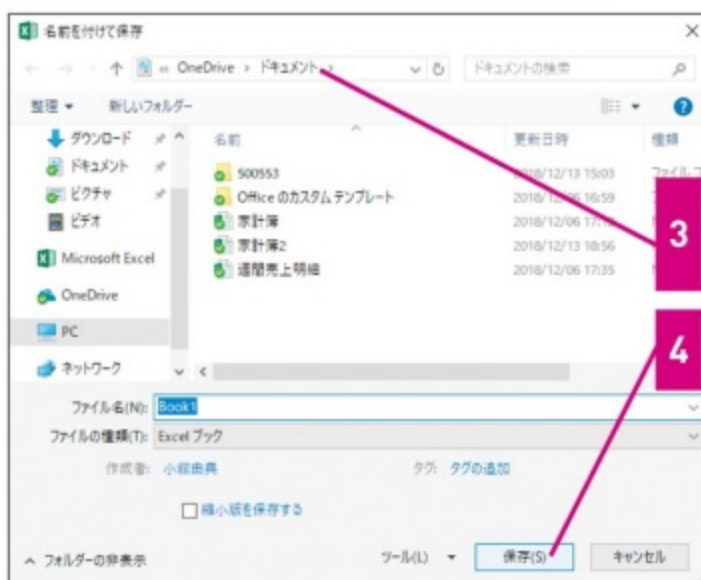 名前を付けて保存
« OneDrive › ドキュメント ›
ドキュメントの検索
整理
新しいフォルダー
名前
更新日時
種類
ダウンロード
ドキュメント
ピクチャ
ビデオ
Microsoft Excel
OneDrive
PC
ネットワーク
500553
2018/12/13 15:03
Office のカスタム テンプレート
16:59
家計簿
2018/12/06
家計簿2
2018/12/13 18:56
週間売上明細
2018/12/06 17:35
3
4
ファイル名(N): Book1
ファイルの種類(T): Excel ブック
作成者: 小舘由典
タグ: タグの追加
縮小版を保存する
フォルダーの非表示
ツール(L)
保存(S)
キャンセル